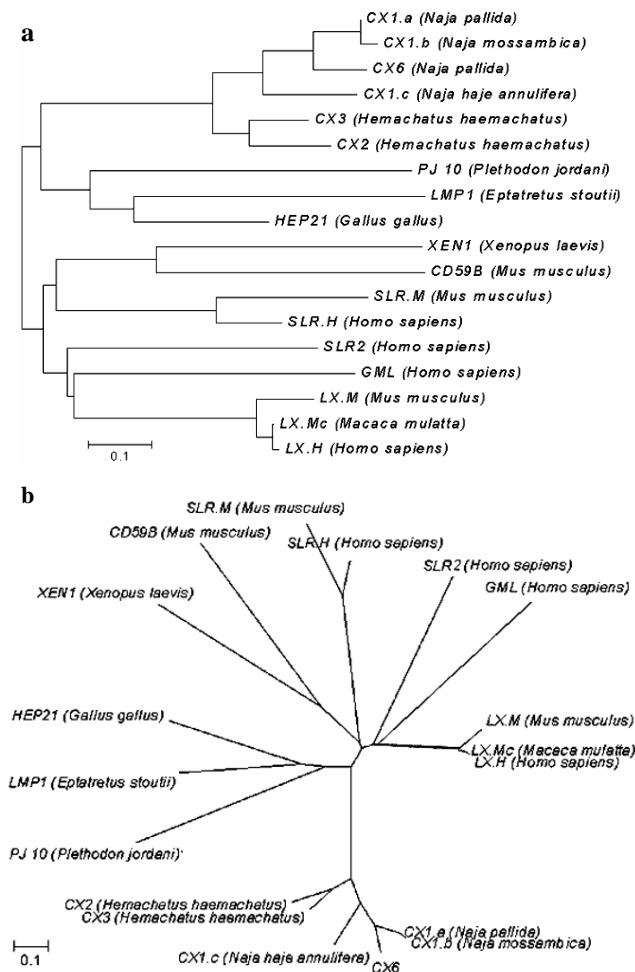 a
CX1.a (Naja pallida)
CX1.b (Naja mossambica)
CX6 (Naja pallida)
CX1.c (Naja haje annulifera)
CX3 (Hemachatus haemachatus)
CX2 (Hemachatus haemachatus)
PJ 10 (Plethodon jordani)
LMP1 (Eptatretus stoutii)
HEP21 (Gallus gallus)
XEN1 (Xenopus laevis)
CD59B (Mus musculus)
SLR.M (Mus musculus)
SLR.H (Homo sapiens)
SLR2 (Homo sapiens)
GML (Homo sapiens)
LX.M (Mus musculus)
LX.Mc (Macaca mulatta)
LX.H (Homo sapiens)
0.1
b
SLR.M (Mus musculus)
CD59B (Mus musculus)
SLR.H (Homo sapiens)
SLR2 (Homo sapiens)
GML (Homo sapiens)
XEN1 (Xenopus laevis)
HEP21 (Gallus gallus)
LX.M (Mus musculus)
LX.Mc (Macaca mulatta)
LX.H (Homo sapiens)
LMP1 (Eptatretus stoutii)
PJ 10 (Plethodon jordani)
CX2 (Hemachatus haemachatus)
CX3 (Hemachatus haemachatus)
CX1.a (Naja pallida)
CX1.b (Naja mossambica)
CX1.c (Naja haje annulifera)
CX6
0.1